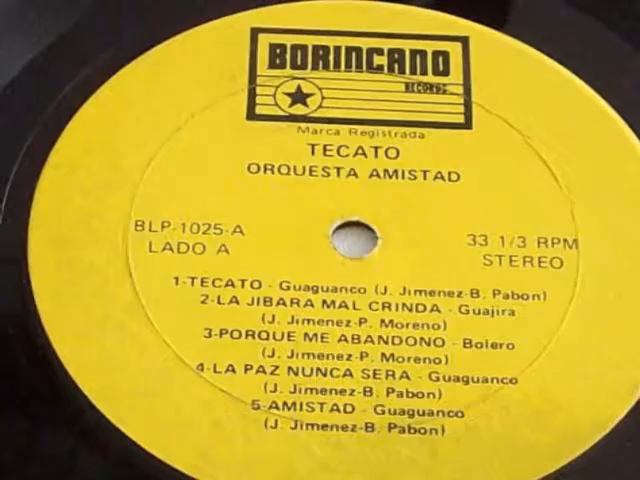 BORINCANO
RECORDS
Marca Registrada
TECATO
ORQUESTA AMISTAD
BLP-1025-A
LADO A
33 1/3 RPM
STEREO
1-TECATO - Guaguanco (J. Jimenez-B. Pabon)
2-LA JIBARA MAL CRINDA - Guajira
(J. Jimenez-P. Moreno)
3-PORQUE ME ABANDONO - Bolero
(J. Jimenez-P. Moreno)
4-LA PAZ NUNCA SERA - Guaguanco
(J. Jimenez-B. Pabon)
5-AMISTAD - Guaguanco
(J. Jimenez-B. Pabon)